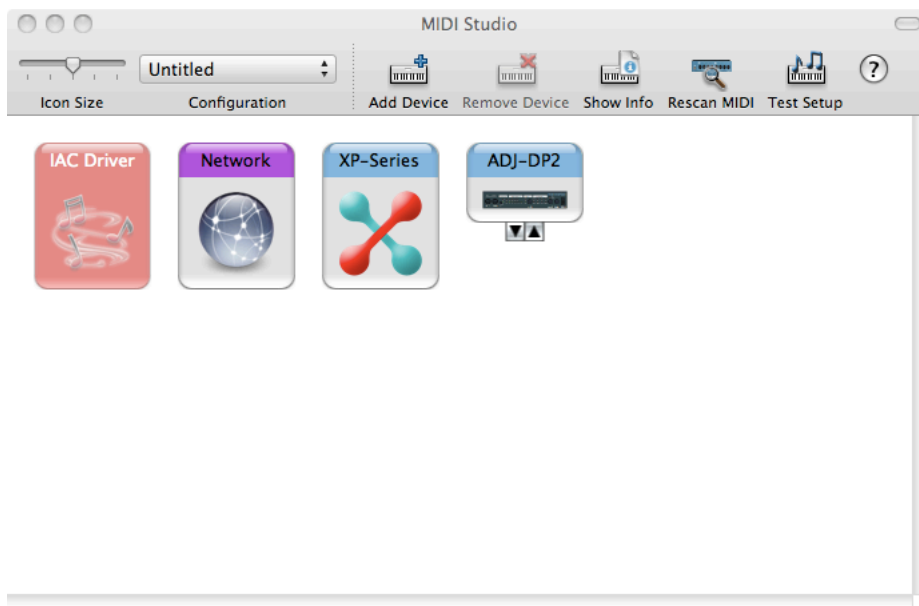 MIDI Studio
Untitled
Icon Size Configuration Add Device Remove Device Show Info Rescan MIDI Test Setup ?
IAC Driver Network XP-Series ADJ-DP2